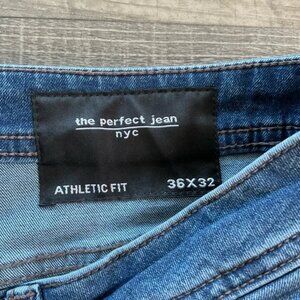 the perfect jean
nyc
ATHLETIC FIT 36X32